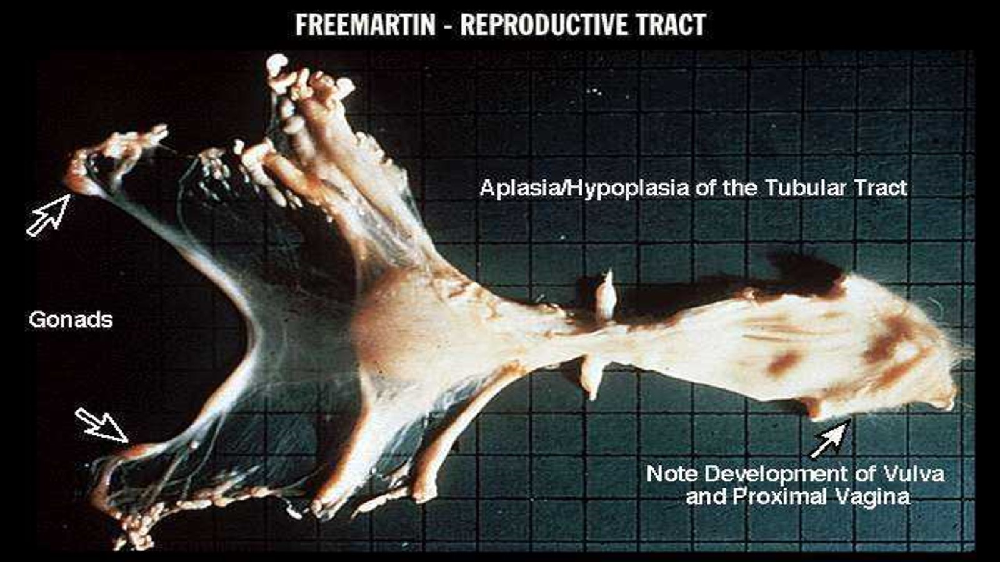 FREEMARTIN - REPRODUCTIVE TRACT
Aplasia/Hypoplasia of the Tubular Tract
Gonads
Note Development of Vulva
and Proximal Vagina